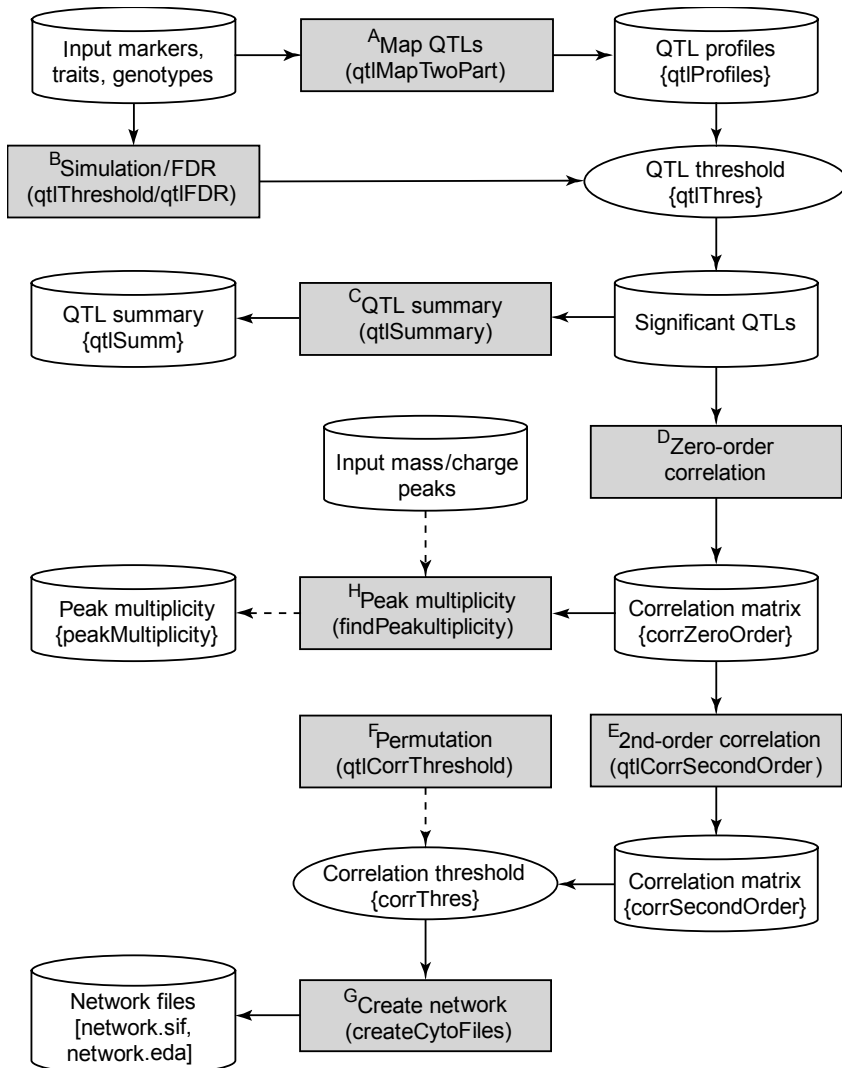 Input markers,
traits, genotypes
AMap QTLs
(qtlMapTwoPart)
QTL profiles
{qtlProfiles}
BSimulation/FDR
(qtlThreshold/qtlFDR)
QTL threshold
{qtlThres}
QTL summary
{qtlSumm}
CQTL summary
(qtlSummary)
Significant QTLs
Input mass/charge
peaks
DZero-order
correlation
Peak multiplicity
{peakMultiplicity}
HPeak multiplicity
(findPeakultiplicity)
Correlation matrix
{corrZeroOrder}
FPermutation
(qtlCorrThreshold)
E2nd-order correlation
(qtlCorrSecondOrder)
Correlation threshold
{corrThres}
Correlation matrix
{corrSecondOrder}
Network files
[network.sif,
network.eda]
GCreate network
(createCytoFiles)